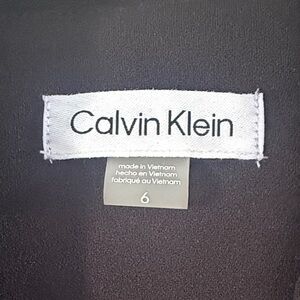 Calvin Klein
made in Vietnam
hecho en Vietnam
fabriqué au Vietnam
6